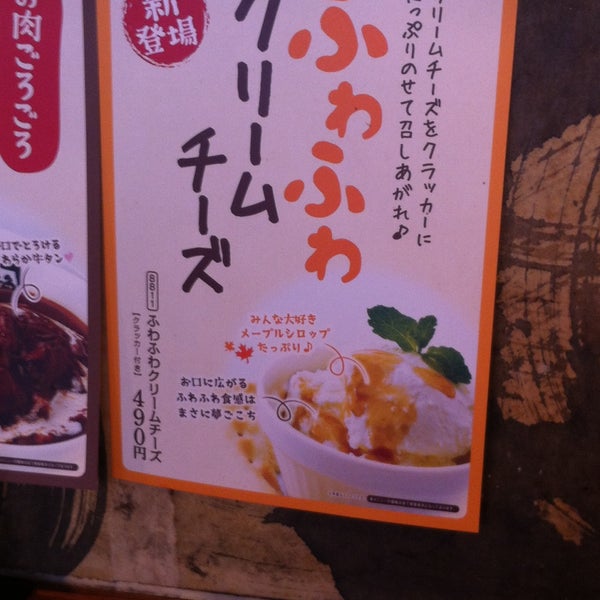 お肉ごろごろ
口でとろける
らか牛タン
新登場
クリームチーズをクラッカーに
たっぷりのせて召しあがれ♪
ふわふわ
クリーム
チーズ
みんな大好き
メープルシロップ
たっぷり♪
お口に広がる
ふわふわ食感は
まさに夢ごこち
8811 ふわふわクリームチーズ 490円
【クラッカー付き】